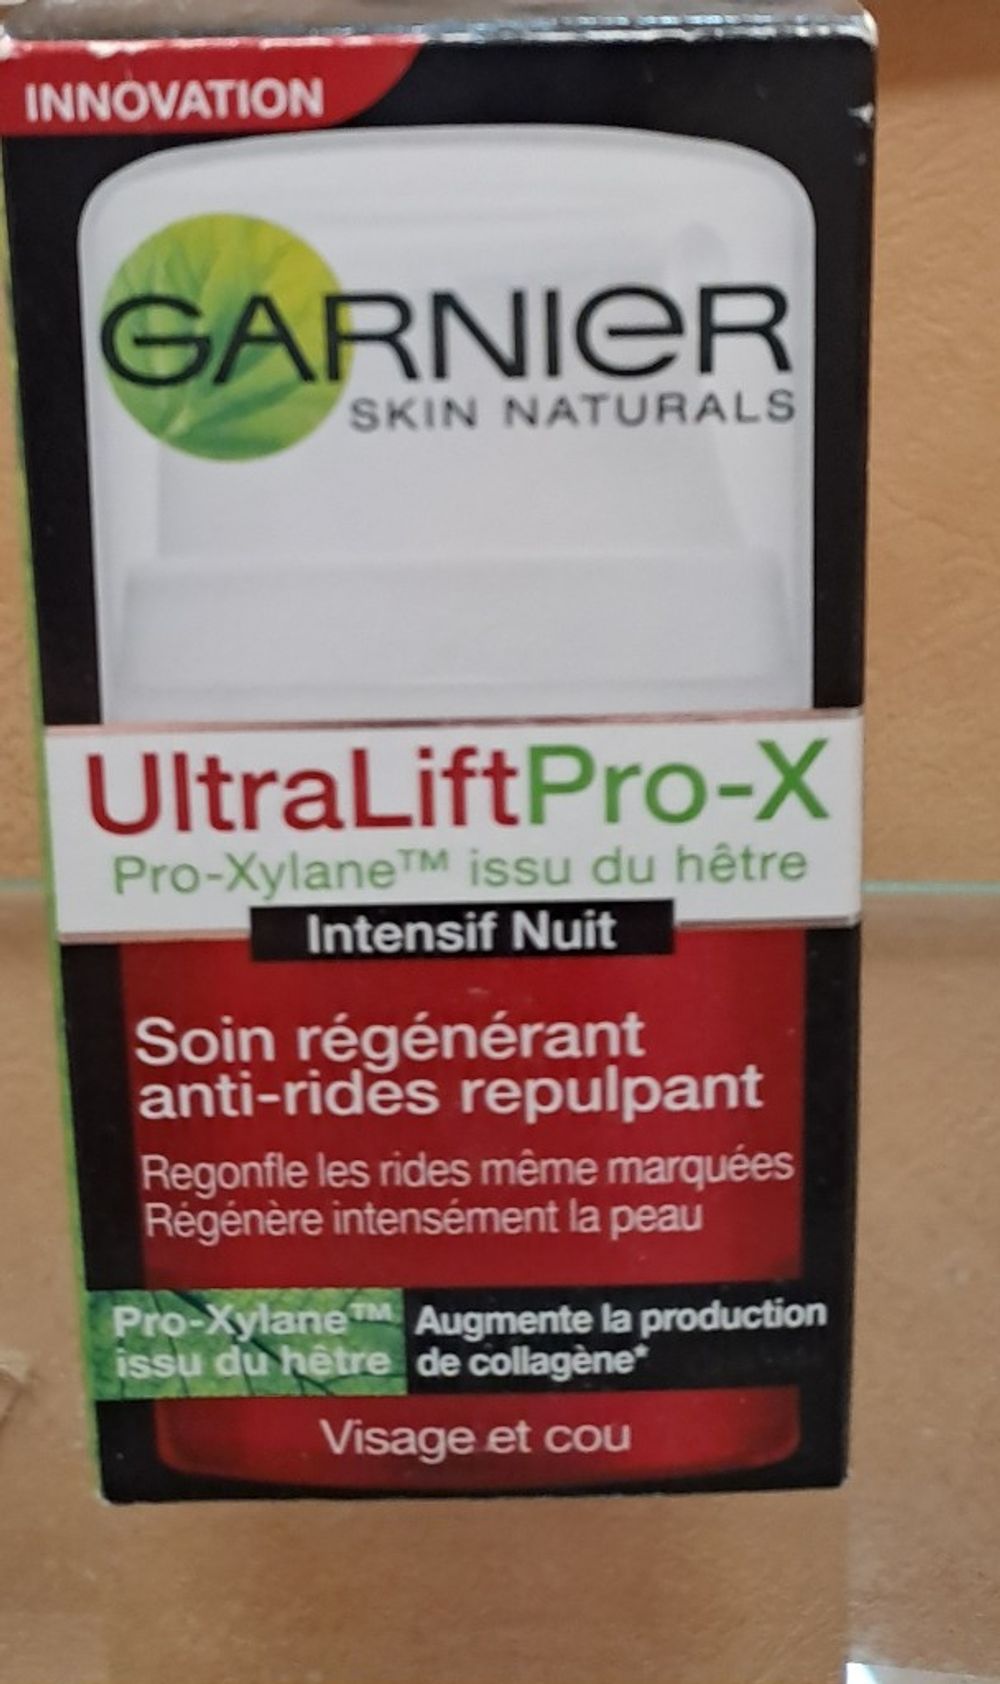 INNOVATION
GARNIER
SKIN NATURALS
UltraLiftPro-X
Pro-Xylane™ issu du hêtre
Intensif Nuit
Soin régénérant
anti-rides repulpant
Regonfle les rides même marquées
Régénère intensément la peau
Pro-Xylane™
issu du hêtre
Augmente la production
de collagène*
Visage et cou